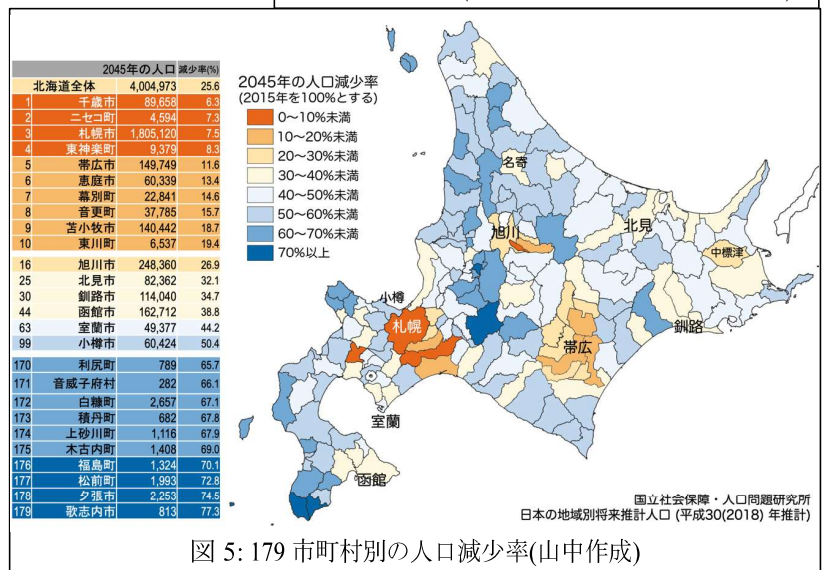 2045年の人口 減少率(%)
北海道全体 4,004,973 25.6
1 千歳市 89,658 6.3
2 ニセコ町 4,594 7.3
3 札幌市 1,805,120 7.5
4 東神楽町 9,379 8.3
5 帯広市 149,749 11.6
6 恵庭市 60,339 13.4
7 幕別町 22,841 14.6
8 音更町 37,785 15.7
9 苫小牧市 140,442 18.7
10 東川町 6,537 19.4
16 旭川市 248,360 26.9
25 北見市 82,362 32.1
30 釧路市 114,040 34.7
44 函館市 162,712 38.8
63 室蘭市 49,377 44.2
99 小樽市 60,424 50.4
170 利尻町 789 65.7
171 音威子府村 282 66.1
172 白糠町 2,657 67.1
173 積丹町 682 67.8
174 上砂川町 1,116 67.9
175 木古内町 1,408 69.0
176 福島町 1,324 70.1
177 松前町 1,993 72.8
178 夕張市 2,253 74.5
179 歌志内市 813 77.3
2045年の人口減少率
(2015年を100%とする)
0〜10%未満
10〜20%未満
20〜30%未満
30〜40%未満
40〜50%未満
50〜60%未満
60〜70%未満
70%以上
名寄
旭川
北見
中標津
小樽
札幌
帯広
釧路
室蘭
函館
国立社会保障・人口問題研究所
日本の地域別将来推計人口 (平成30(2018) 年推計)
図 5: 179 市町村別の人口減少率(山中作成)